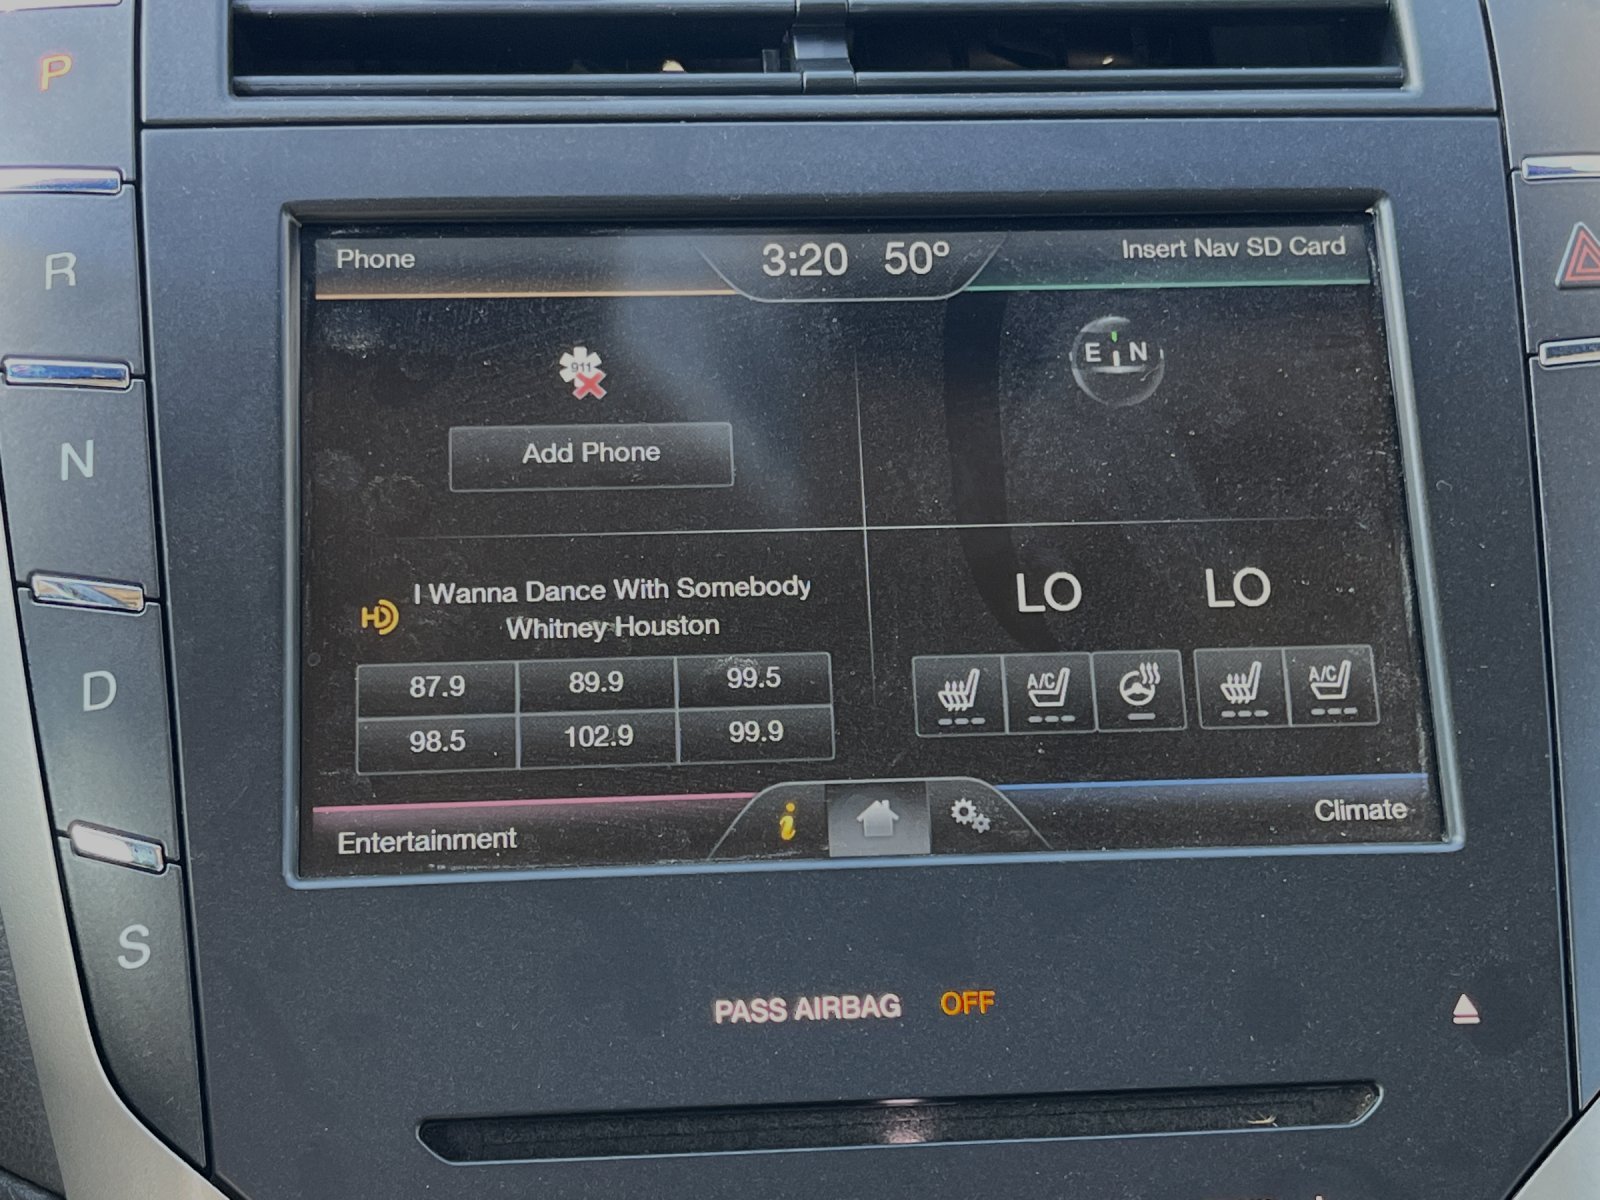 P
R
N
D
S
Phone
3:20 50°
Insert Nav SD Card
911
Add Phone
E N
HD
I Wanna Dance With Somebody
Whitney Houston
87.9 89.9 99.5
98.5 102.9 99.9
LO LO
A/C A/C
Entertainment
i
Climate
PASS AIRBAG OFF